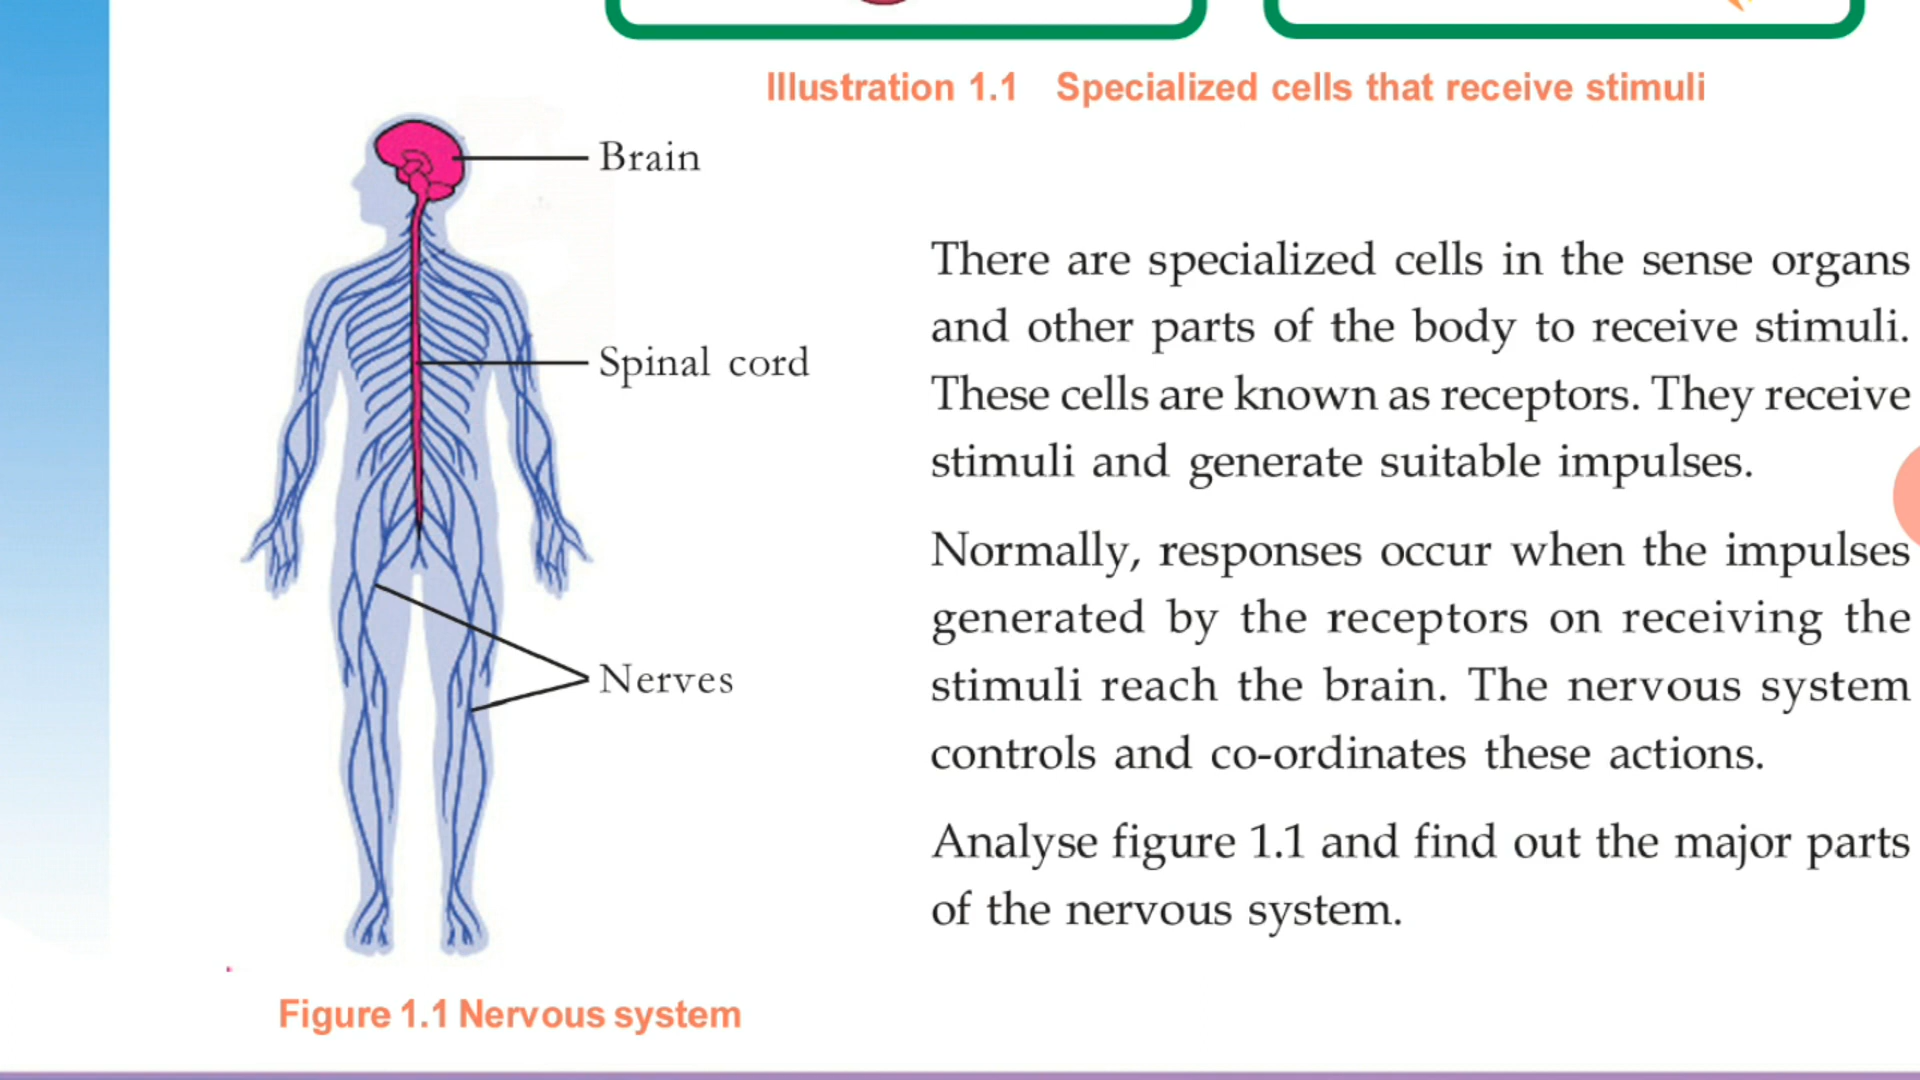 Illustration 1.1 Specialized cells that receive stimuli
Brain
Spinal cord
Nerves
Figure 1.1 Nervous system
There are specialized cells in the sense organs
and other parts of the body to receive stimuli.
These cells are known as receptors. They receive
stimuli and generate suitable impulses.
Normally, responses occur when the impulses
generated by the receptors on receiving the
stimuli reach the brain. The nervous system
controls and co-ordinates these actions.
Analyse figure 1.1 and find out the major parts
of the nervous system.